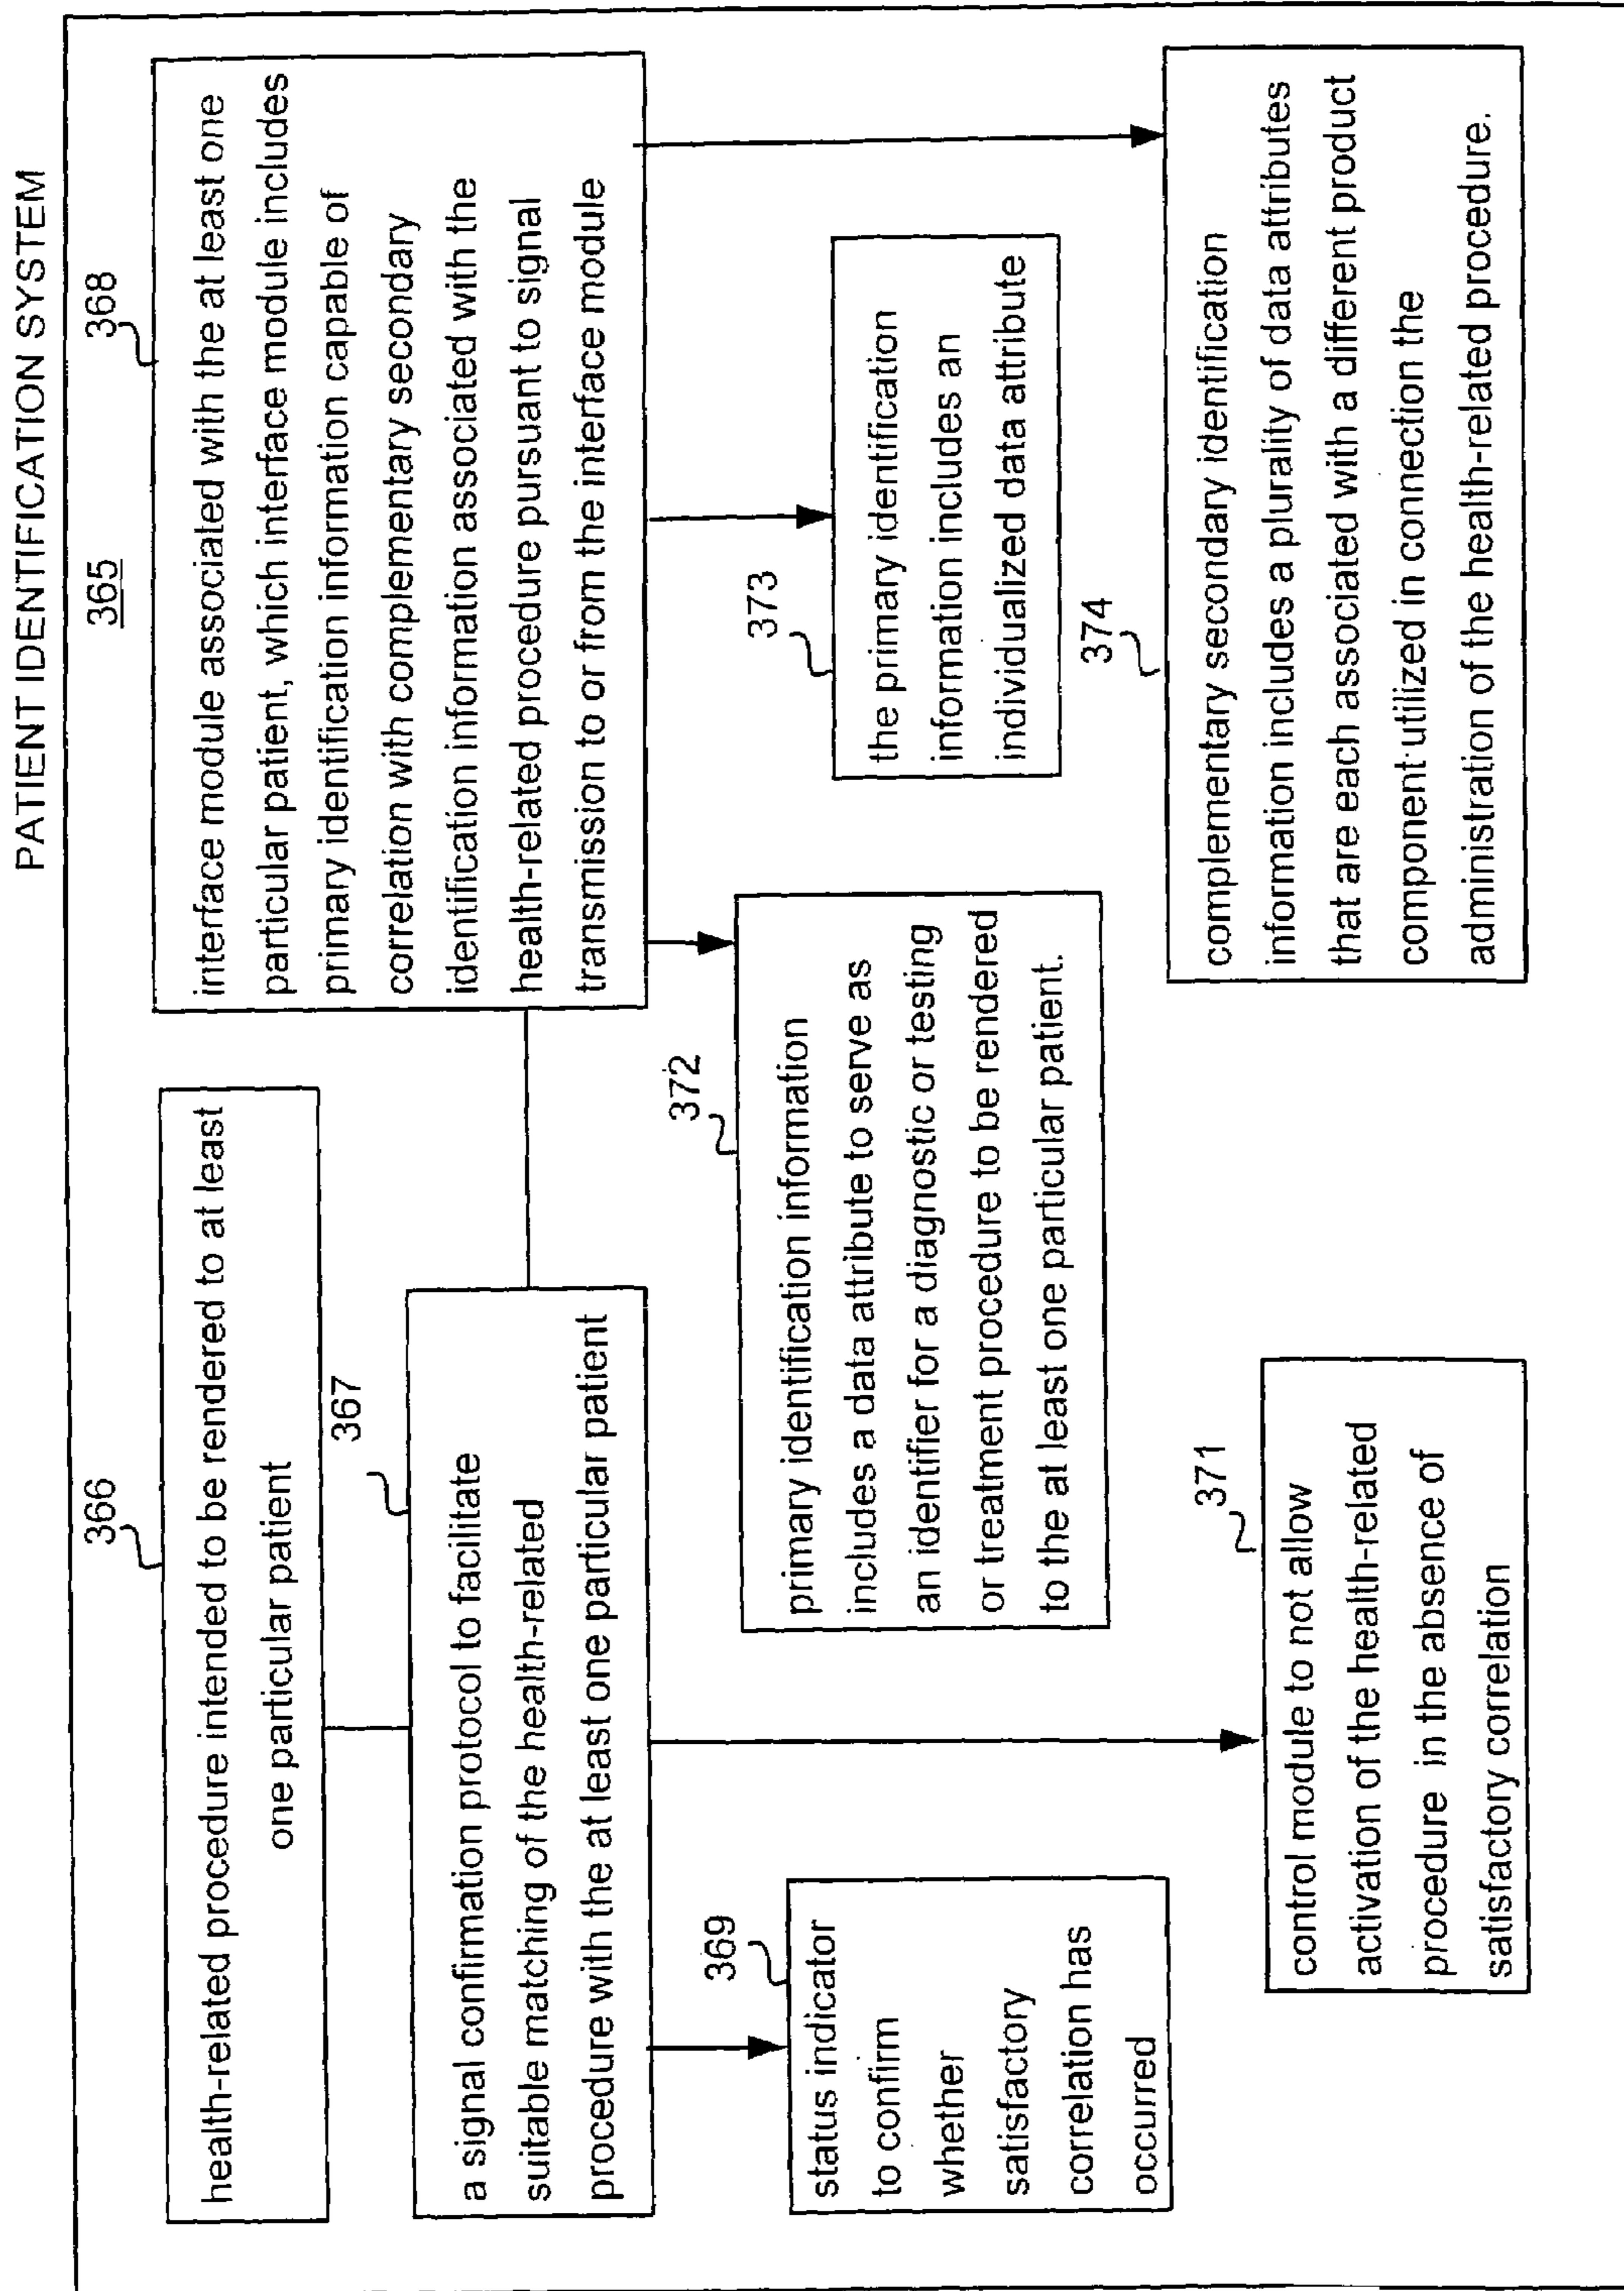 PATIENT IDENTIFICATION SYSTEM
365
366
health-related procedure intended to be rendered to at least
one particular patient
367
a signal confirmation protocol to facilitate
suitable matching of the health-related
procedure with the at least one particular patient
368
interface module associated with the at least one
particular patient, which interface module includes
primary identification information capable of
correlation with complementary secondary
identification information associated with the
health-related procedure pursuant to signal
transmission to or from the interface module
369
status indicator
to confirm
whether
satisfactory
correlation has
occurred
371
control module to not allow
activation of the health-related
procedure in the absence of
satisfactory correlation
372
primary identification information
includes a data attribute to serve as
an identifier for a diagnostic or testing
or treatment procedure to be rendered
to the at least one particular patient.
373
the primary identification
information includes an
individualized data attribute
374
complementary secondary identification
information includes a plurality of data attributes
that are each associated with a different product
component utilized in connection the
administration of the health-related procedure.